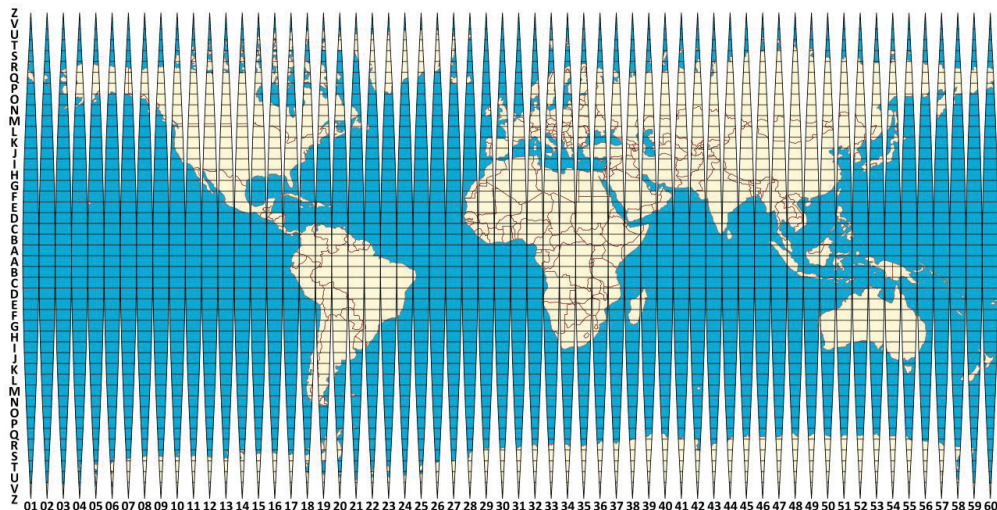 Z
V
U
T
S
R
Q
P
O
N
M
L
K
J
I
H
G
F
E
D
C
B
A
A
B
C
D
E
F
G
H
I
J
K
L
M
N
O
P
Q
R
S
T
U
V
Z
01 02 03 04 05 06 07 08 09 10 11 12 13 14 15 16 17 18 19 20 21 22 23 24 25 26 27 28 29 30 31 32 33 34 35 36 37 38 39 40 41 42 43 44 45 46 47 48 49 50 51 52 53 54 55 56 57 58 59 60